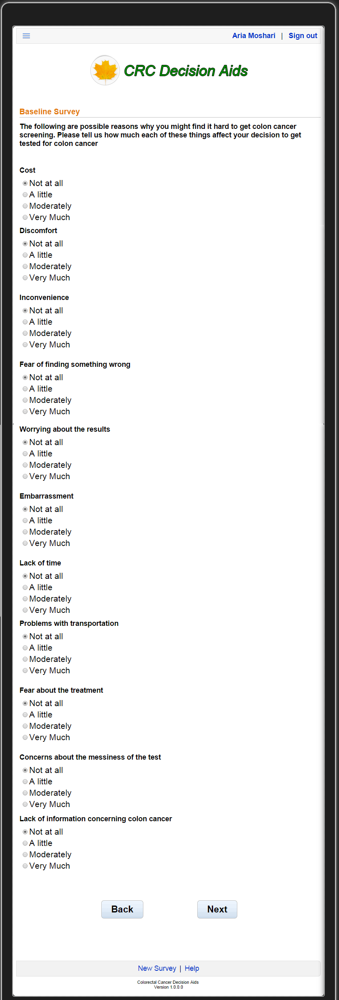 Aria Moshari | Sign out
CRC Decision Aids
Baseline Survey
The following are possible reasons why you might find it hard to get colon cancer
screening. Please tell us how much each of these things affect your decision to get
tested for colon cancer
Cost
Not at all
A little
Moderately
Very Much
Discomfort
Not at all
A little
Moderately
Very Much
Inconvenience
Not at all
A little
Moderately
Very Much
Fear of finding something wrong
Not at all
A little
Moderately
Very Much
Worrying about the results
Not at all
A little
Moderately
Very Much
Embarrassment
Not at all
A little
Moderately
Very Much
Lack of time
Not at all
A little
Moderately
Very Much
Problems with transportation
Not at all
A little
Moderately
Very Much
Fear about the treatment
Not at all
A little
Moderately
Very Much
Concerns about the messiness of the test
Not at all
A little
Moderately
Very Much
Lack of information concerning colon cancer
Not at all
A little
Moderately
Very Much
Back Next
New Survey | Help
Colorectal Cancer Decision Aids
Version 1.0.0.0